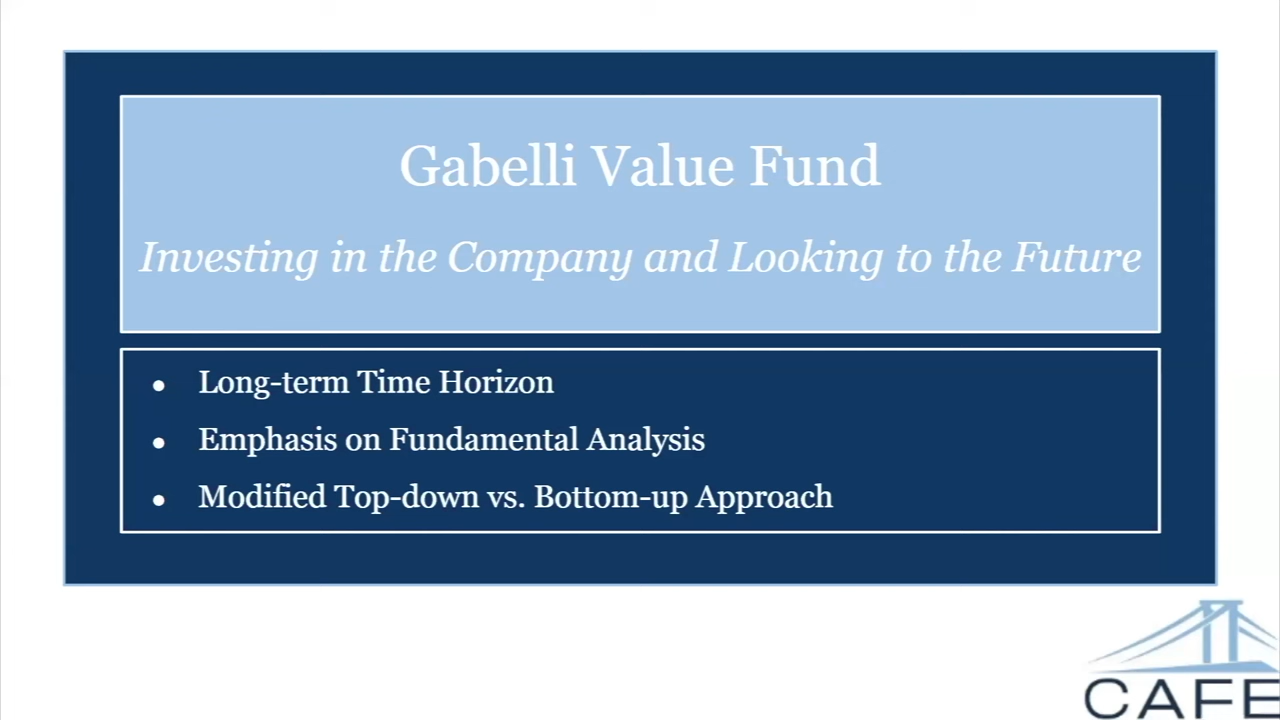 Gabelli Value Fund
Investing in the Company and Looking to the Future
● Long-term Time Horizon
● Emphasis on Fundamental Analysis
● Modified Top-down vs. Bottom-up Approach
CAFE